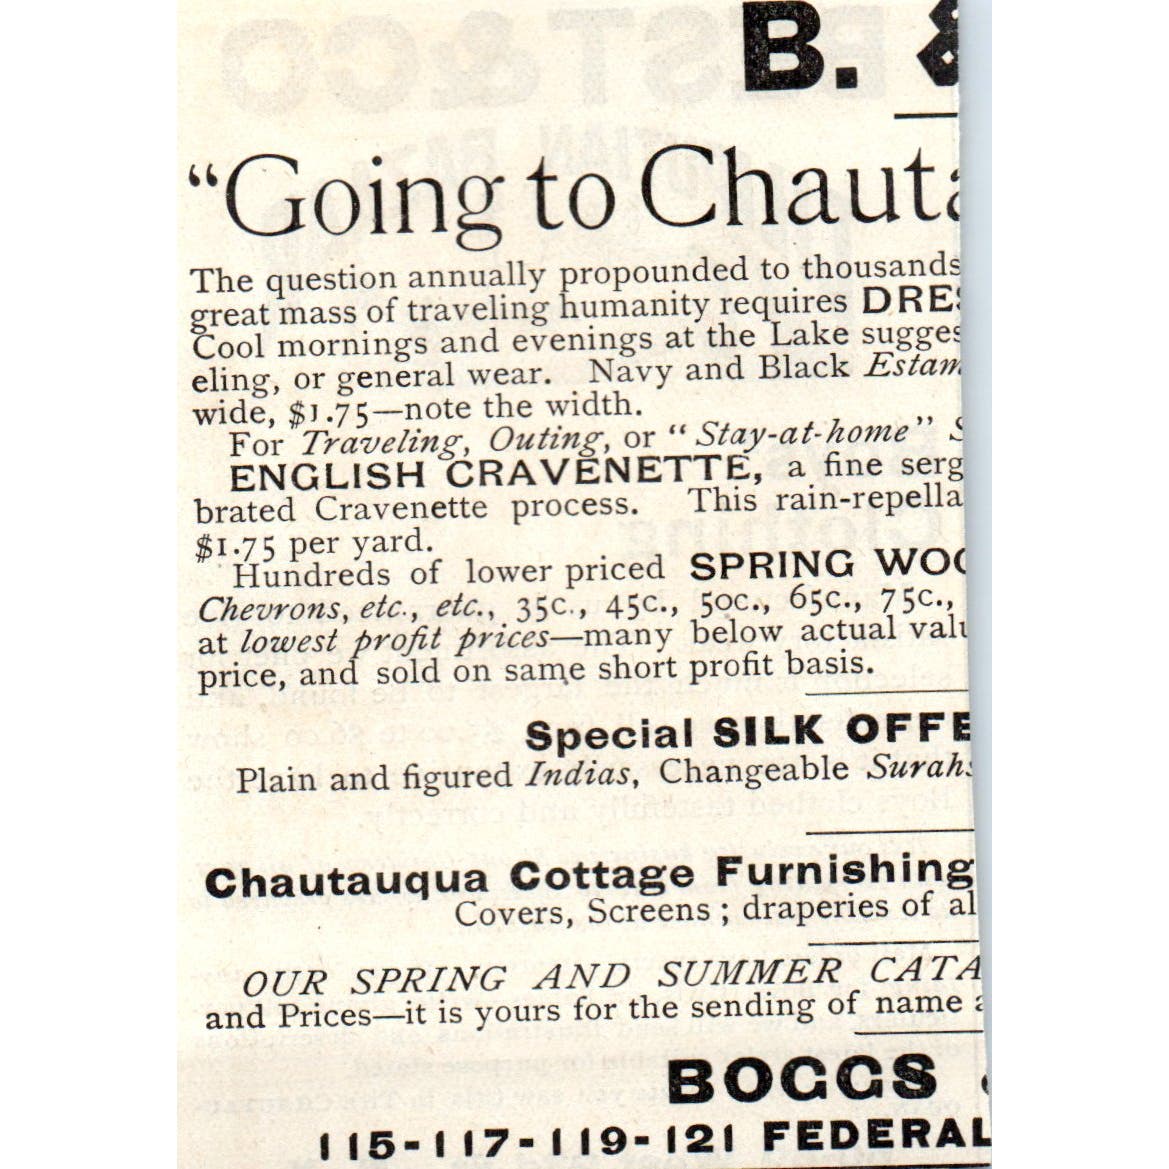 B. &
"Going to Chauta
The question annually propounded to thousands
great mass of traveling humanity requires DRES
Cool mornings and evenings at the Lake sugges
eling, or general wear. Navy and Black Estam
wide, $1.75—note the width.
For Traveling, Outing, or "Stay-at-home" S
ENGLISH CRAVENETTE, a fine serg
brated Cravenette process. This rain-repella
$1.75 per yard.
Hundreds of lower priced SPRING WOO
Chevrons, etc., etc., 35c., 45c., 50c., 65c., 75c.,
at lowest profit prices—many below actual valu
price, and sold on same short profit basis.
Special SILK OFFE
Plain and figured Indias, Changeable Surahs
Chautauqua Cottage Furnishing
Covers, Screens; draperies of al
OUR SPRING AND SUMMER CATA
and Prices—it is yours for the sending of name a
BOGGS &
115-117-119-121 FEDERAL